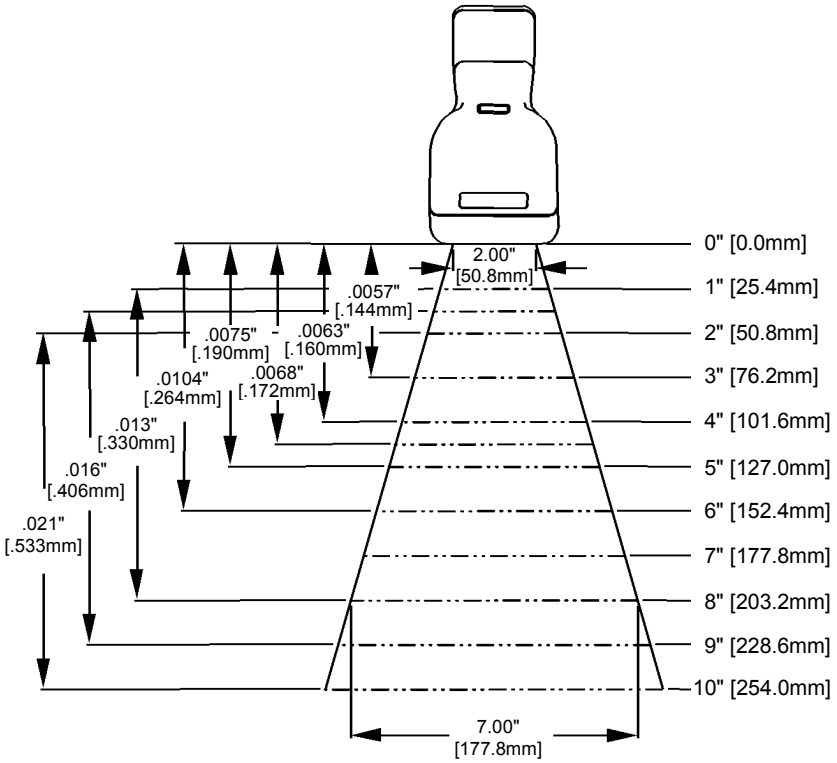 0" [0.0mm]
2.00"
[50.8mm]
1" [25.4mm]
.0057"
[.144mm]
2" [50.8mm]
.0075"
[.190mm]
.0063"
[.160mm]
.0104"
[.264mm]
.0068"
[.172mm]
3" [76.2mm]
.013"
[.330mm]
4" [101.6mm]
.016"
[.406mm]
5" [127.0mm]
6" [152.4mm]
.021"
[.533mm]
7" [177.8mm]
8" [203.2mm]
9" [228.6mm]
10" [254.0mm]
7.00"
[177.8mm]